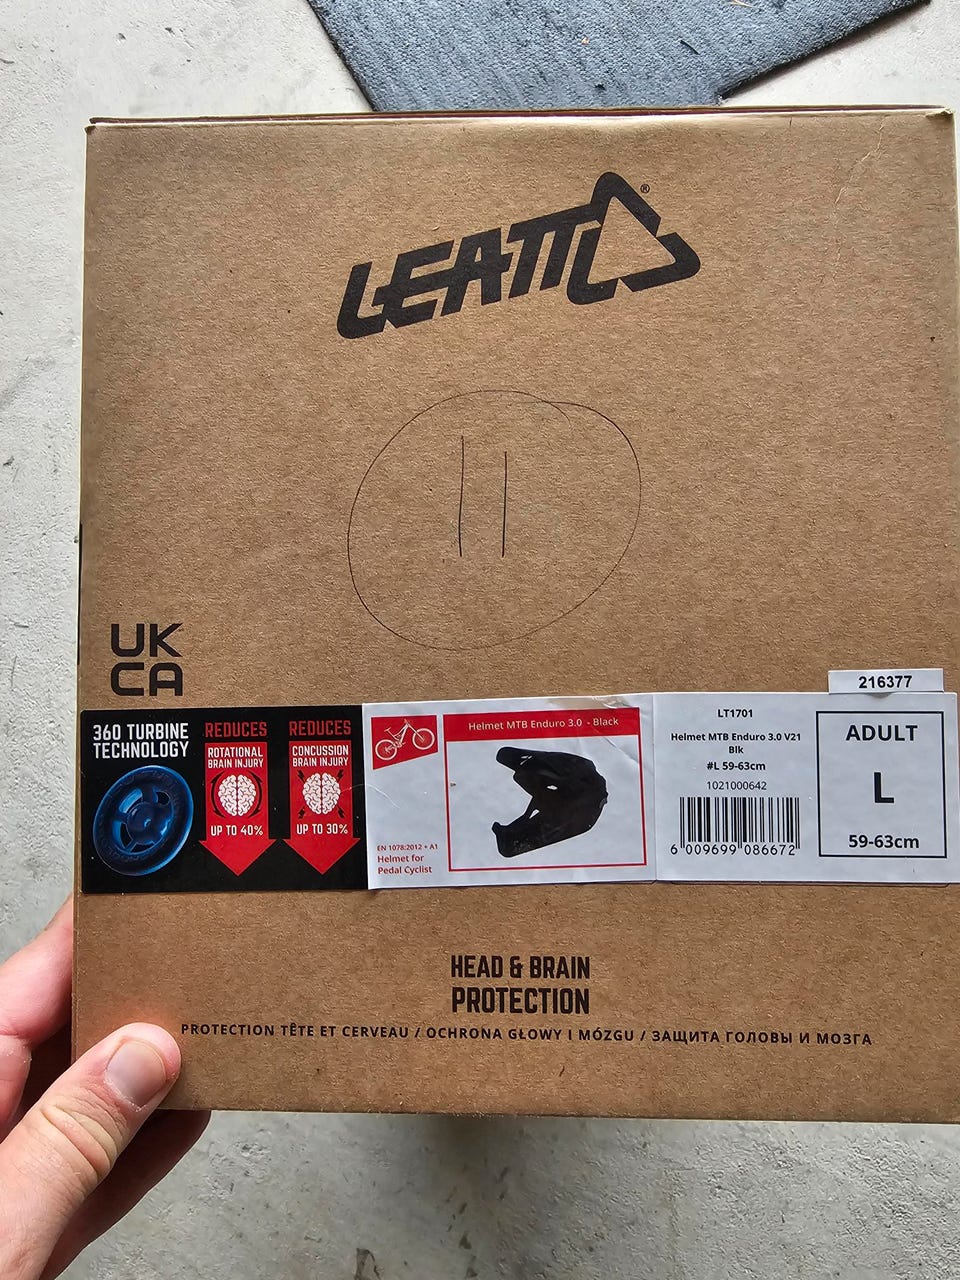 LEATT®
11
UK
CA
216377
360 TURBINE
TECHNOLOGY
REDUCES
ROTATIONAL
BRAIN INJURY
UP TO 40%
REDUCES
CONCUSSION
BRAIN INJURY
UP TO 30%
EN 1078:2012 + A1
Helmet for
Pedal Cyclist
Helmet MTB Enduro 3.0 - Black
LT1701
Helmet MTB Enduro 3.0 V21
Blk
#L 59-63cm
1021000642
6 009699 086672
ADULT
L
59-63cm
HEAD & BRAIN
PROTECTION
PROTECTION TÊTE ET CERVEAU / OCHRONA GŁOWY I MÓZGU / ЗАЩИТА ГОЛОВЫ И МОЗГА